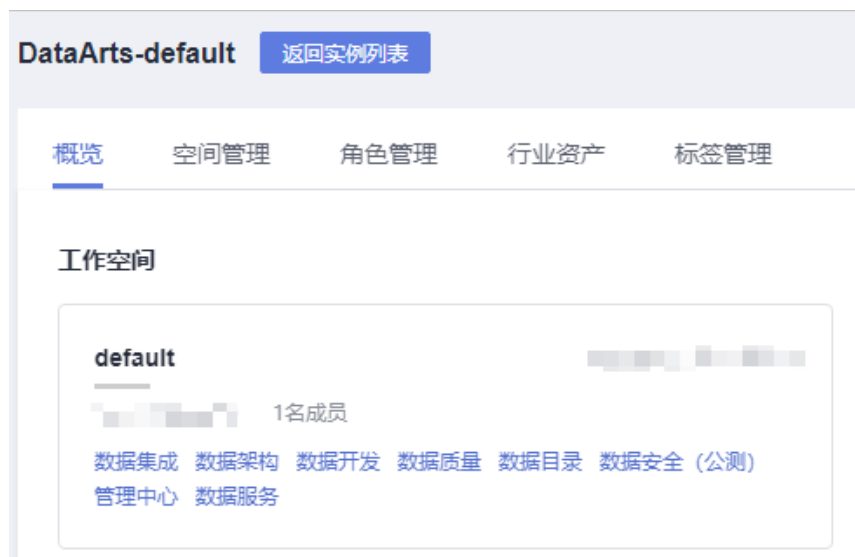 DataArts-default 返回实例列表
概览 空间管理 角色管理 行业资产 标签管理
工作空间
default
1名成员
数据集成 数据架构 数据开发 数据质量 数据目录 数据安全（公测）
管理中心 数据服务